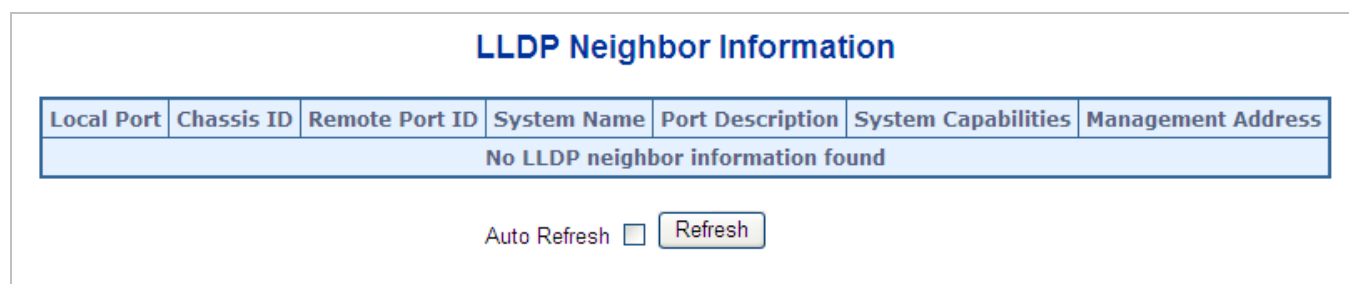 LLDP Neighbor Information
Local Port Chassis ID Remote Port ID System Name Port Description System Capabilities Management Address
No LLDP neighbor information found
Auto Refresh Refresh